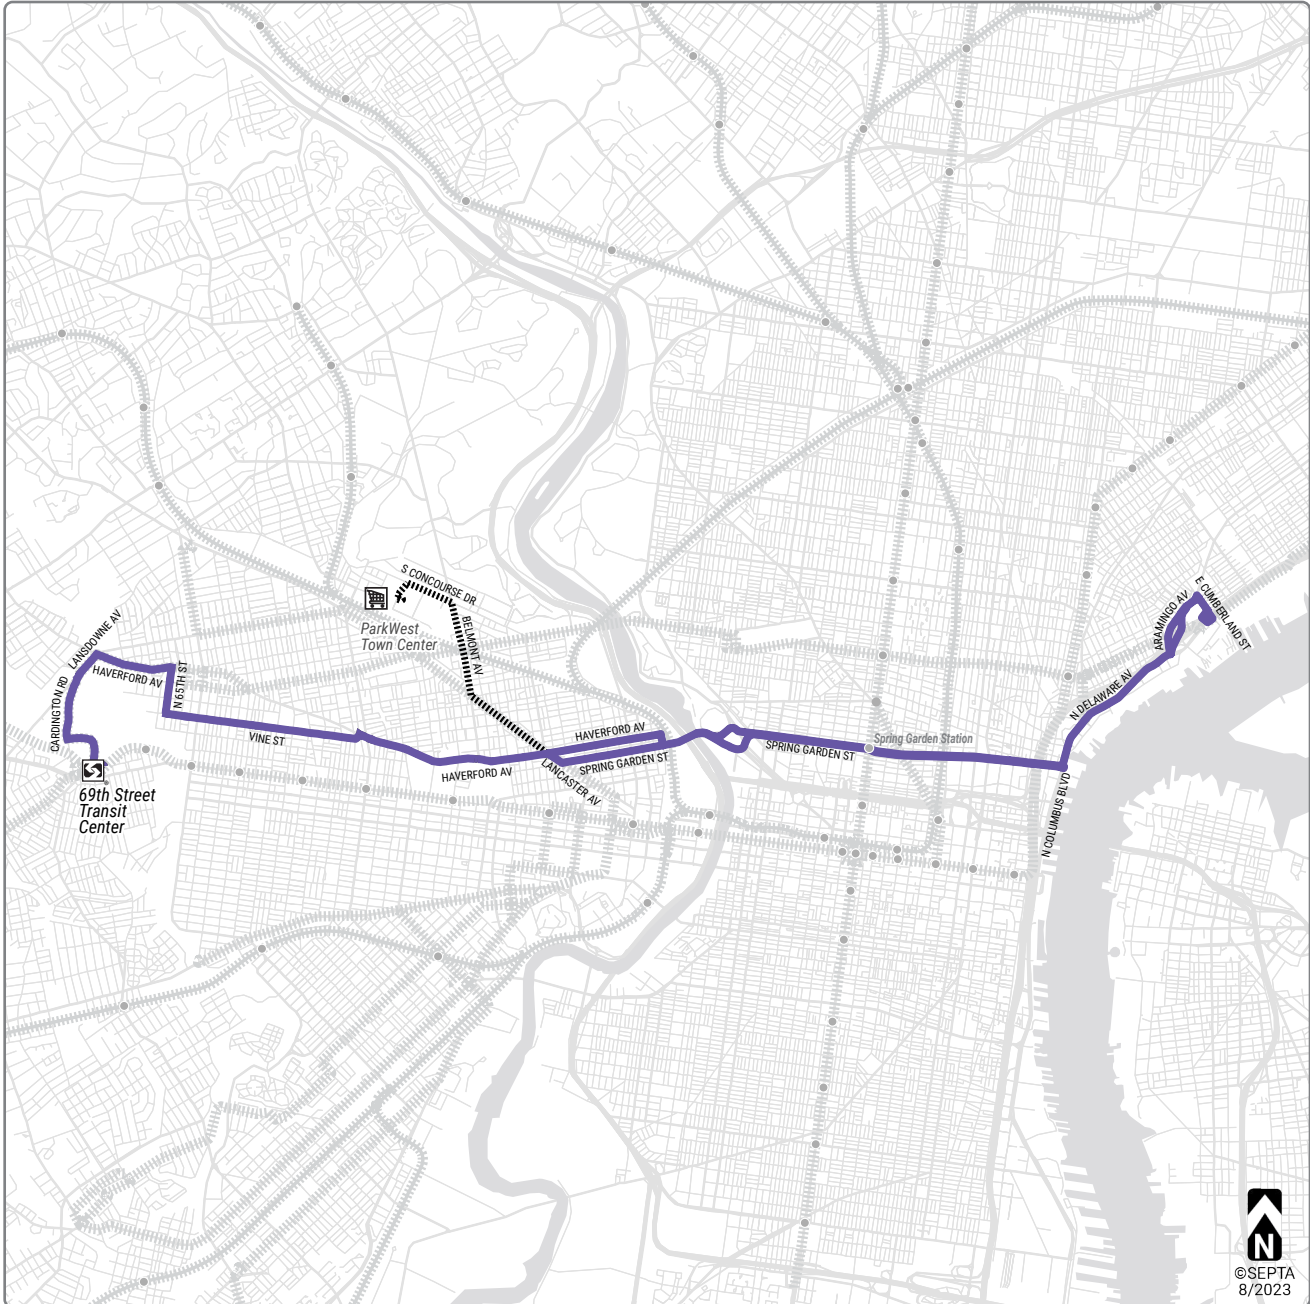 S CONCOURSE DR
E CUMBERLAND ST
ARAMINGO AV
LANSDOWNE AV
ParkWest
Town Center
BELMONT AV
HAVERFORD AV
N 65TH ST
CARDINGTON RD
N DELAWARE AV
VINE ST
HAVERFORD AV
Spring Garden Station
SPRING GARDEN ST
SPRING GARDEN ST
HAVERFORD AV
LANCASTER AV
69th Street
Transit
Center
N COLUMBUS BLVD
N
©SEPTA
8/2023